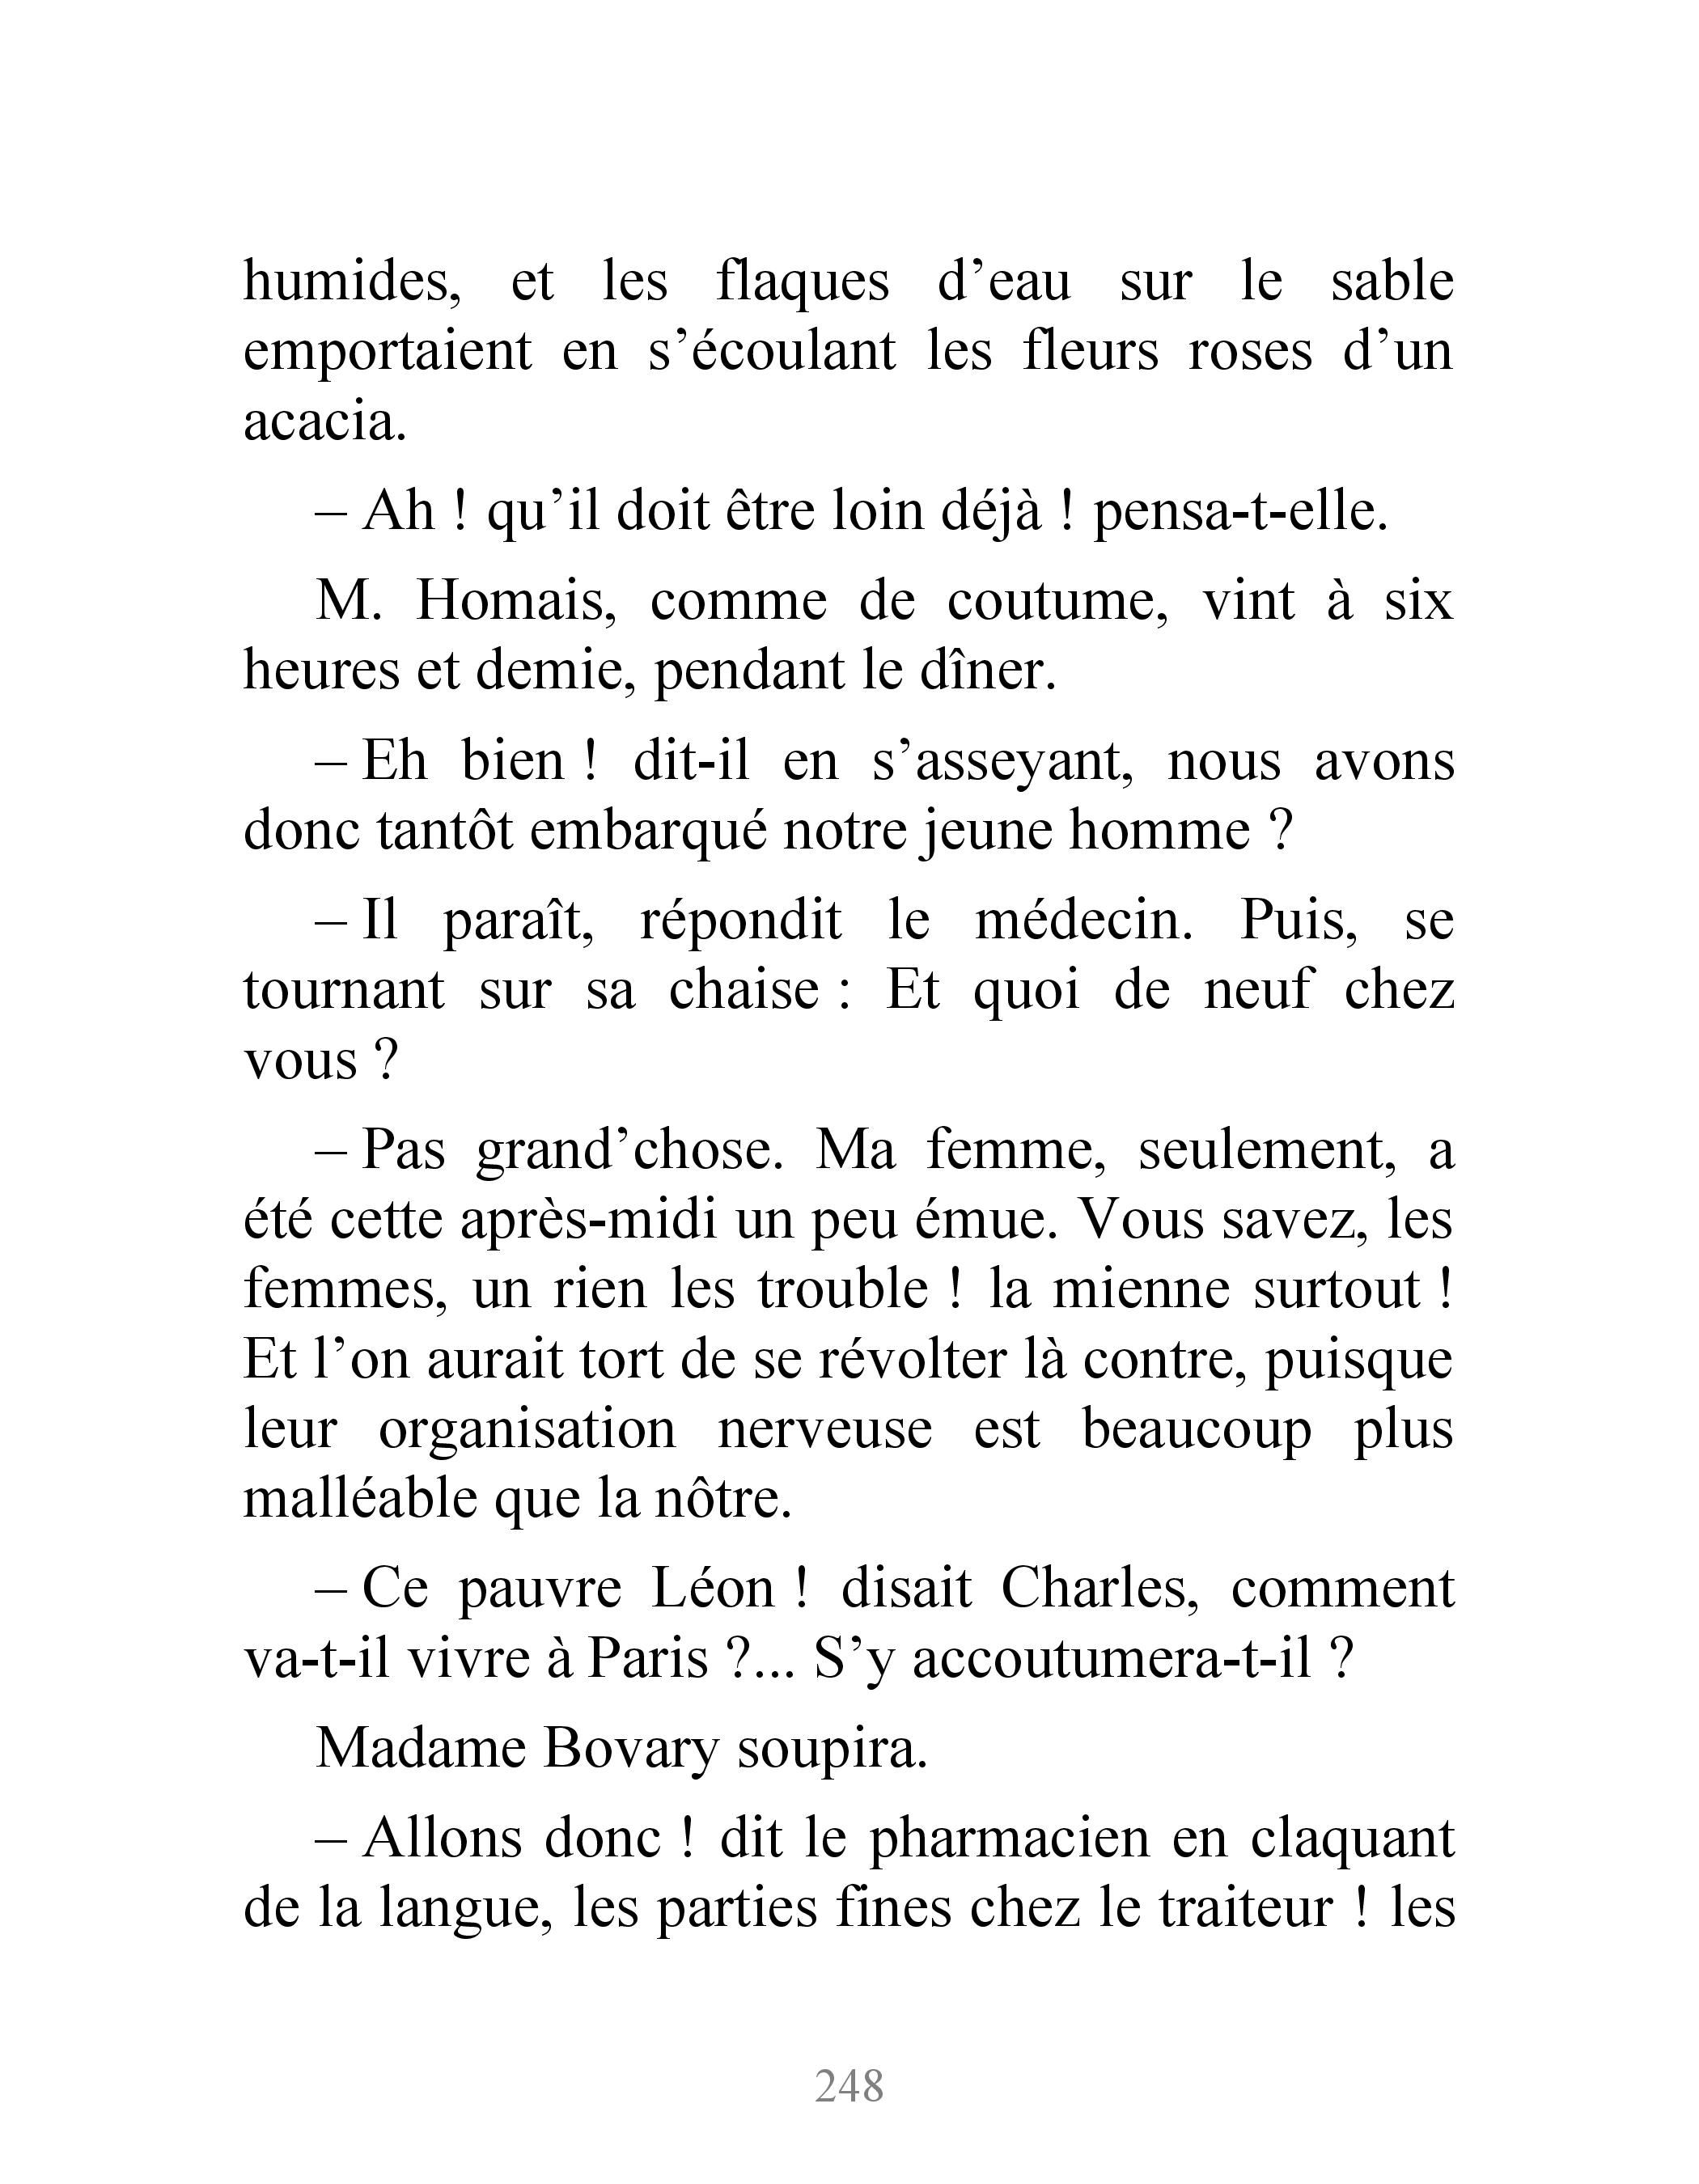 humides, et les flaques d’eau sur le sable
emportaient en s’écoulant les fleurs roses d’un
acacia.
– Ah ! qu’il doit être loin déjà ! pensa-t-elle.
M. Homais, comme de coutume, vint à six
heures et demie, pendant le dîner.
– Eh bien ! dit-il en s’asseyant, nous avons
donc tantôt embarqué notre jeune homme ?
– Il paraît, répondit le médecin. Puis, se
tournant sur sa chaise : Et quoi de neuf chez
vous ?
– Pas grand’chose. Ma femme, seulement, a
été cette après-midi un peu émue. Vous savez, les
femmes, un rien les trouble ! la mienne surtout !
Et l’on aurait tort de se révolter là contre, puisque
leur organisation nerveuse est beaucoup plus
malléable que la nôtre.
– Ce pauvre Léon ! disait Charles, comment
va-t-il vivre à Paris ?... S’y accoutumera-t-il ?
Madame Bovary soupira.
– Allons donc ! dit le pharmacien en claquant
de la langue, les parties fines chez le traiteur ! les
248